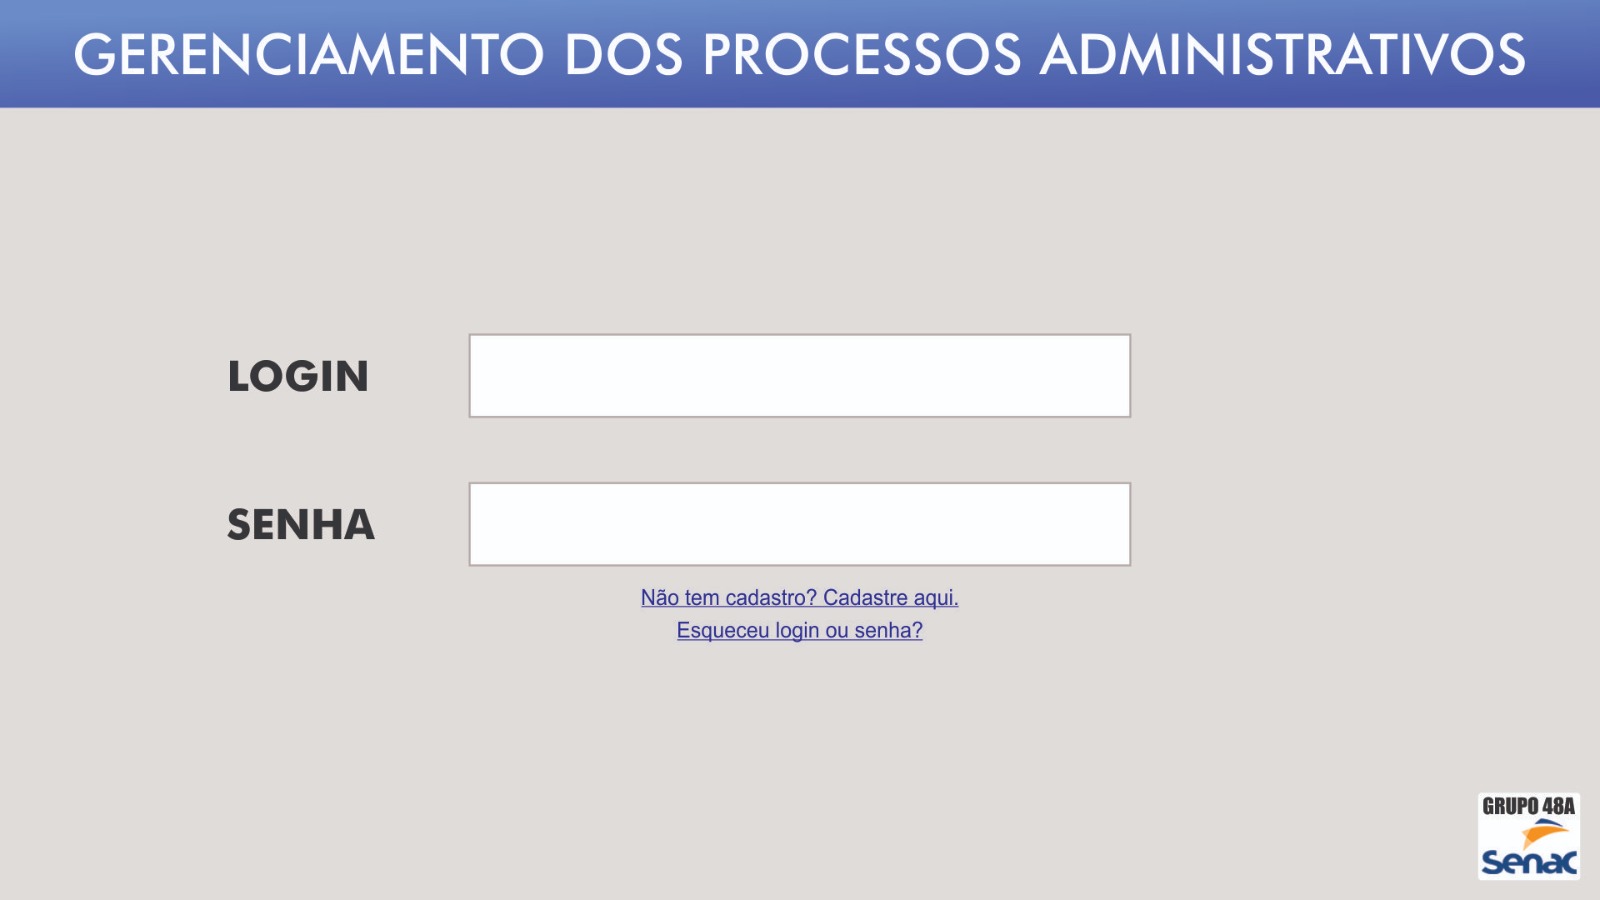 GERENCIAMENTO DOS PROCESSOS ADMINISTRATIVOS
LOGIN
SENHA
Não tem cadastro? Cadastre aqui.
Esqueceu login ou senha?
GRUPO 48A
Senac